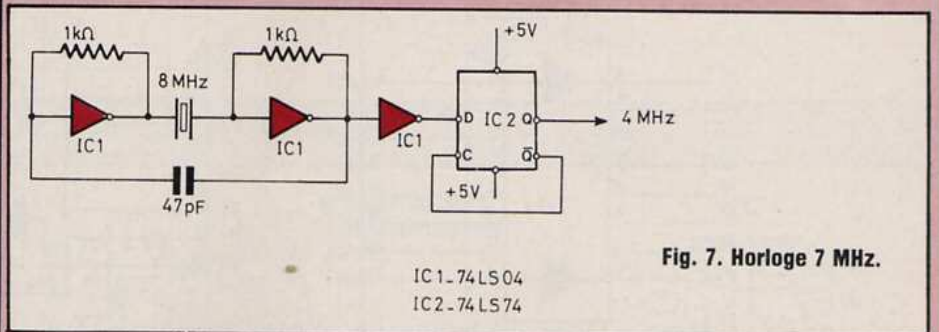 1kΩ
1kΩ
+5V
8 MHz
D
IC 2
Q
4 MHz
IC1
IC1
IC1
C
Q̅
+5V
47pF
Fig. 7. Horloge 7 MHz.
IC1_74LS04
IC2_74LS74